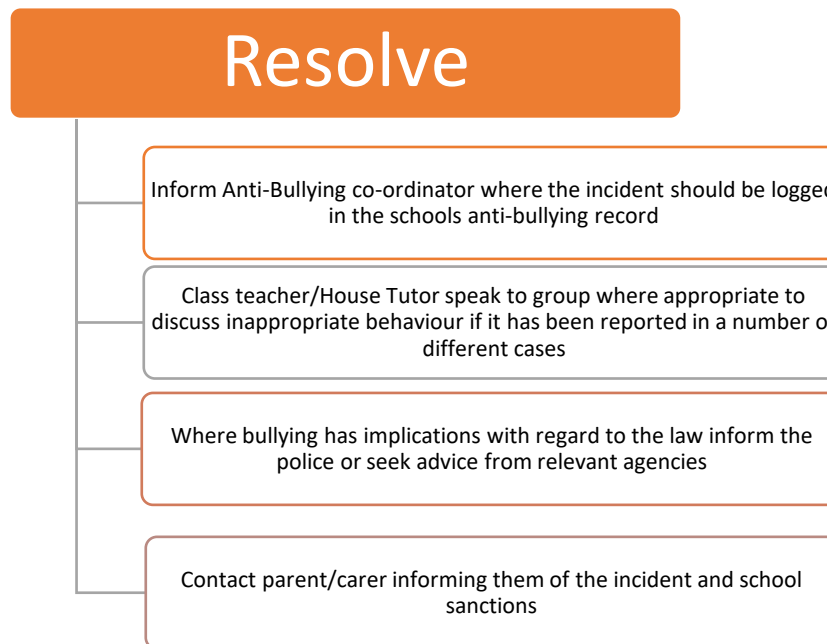 Resolve
Inform Anti-Bullying co-ordinator where the incident should be logged
in the schools anti-bullying record
Class teacher/House Tutor speak to group where appropriate to
discuss inappropriate behaviour if it has been reported in a number o
different cases
Where bullying has implications with regard to the law inform the
police or seek advice from relevant agencies
Contact parent/carer informing them of the incident and school
sanctions